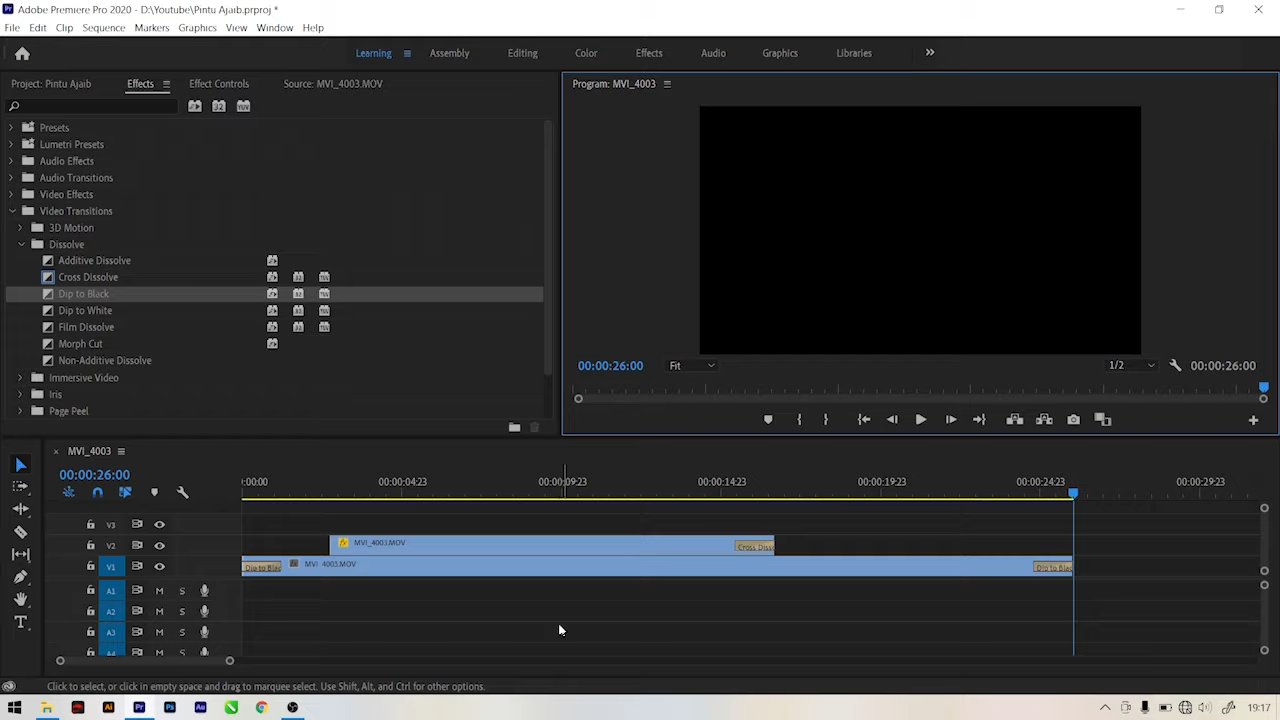 Adobe Premiere Pro 2020 - D:\Youtube\Pintu Ajaib.prproj *
File Edit Clip Sequence Markers Graphics View Window Help
Learning Assembly Editing Color Effects Audio Graphics Libraries
Project: Pintu Ajaib Effects Effect Controls Source: MVI_4003.MOV
Program: MVI_4003
Presets
Lumetri Presets
Audio Effects
Audio Transitions
Video Effects
Video Transitions
3D Motion
Dissolve
Additive Dissolve
Cross Dissolve
Dip to Black
Dip to White
Film Dissolve
Morph Cut
Non-Additive Dissolve
Immersive Video
Iris
Page Peel
00:00:26:00 Fit 1/2 00:00:26:00
MVI_4003
00:00:26:00
:00:00 00:00:04:23 00:00:09:23 00:00:14:23 00:00:19:23 00:00:24:23 00:00:29:23
V3
V2 MVI_4003.MOV Cross Diss
V1 Dip to Blac MVI_4003.MOV Dip to Blac
A1 M S
A2 M S
A3 M S
A4 M S
Click to select, or click in empty space and drag to marquee select. Use Shift, Alt, and Ctrl for other options.
19:17